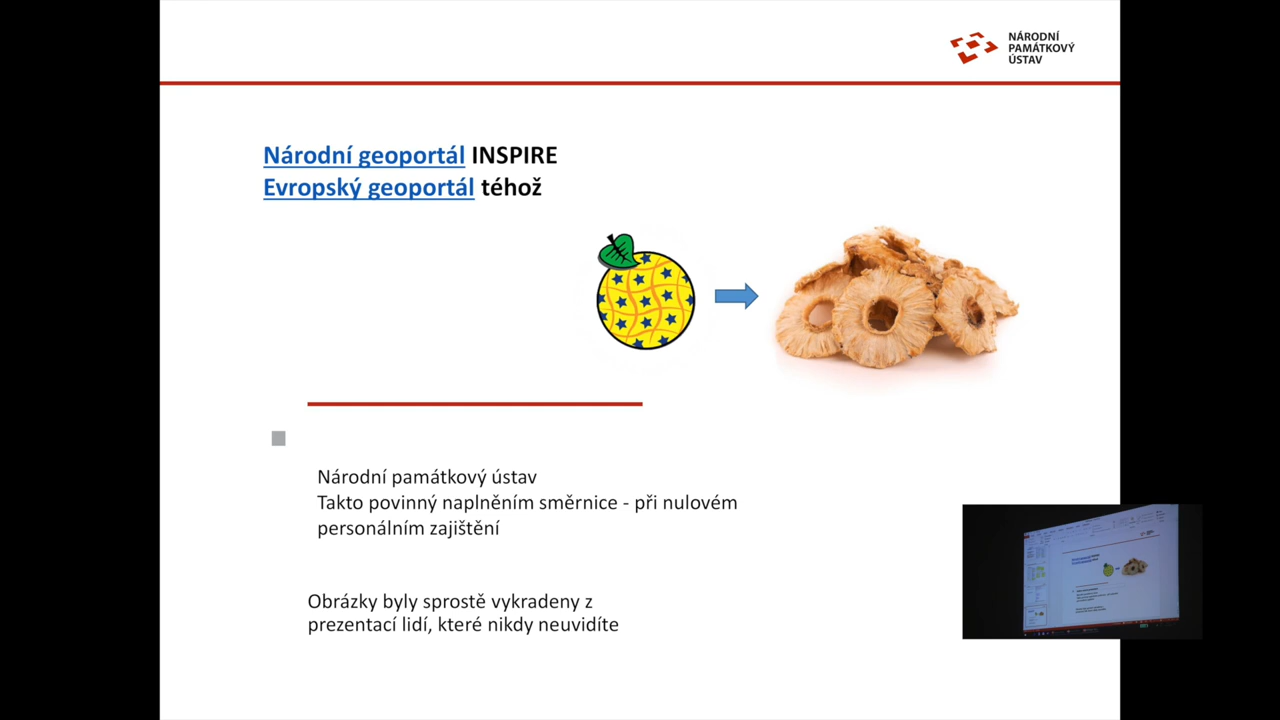 NÁRODNÍ
PAMÁTKOVÝ
ÚSTAV
Národní geoportál INSPIRE
Evropský geoportál téhož
Národní památkový ústav
Takto povinný naplněním směrnice - při nulovém
personálním zajištění
Obrázky byly sprostě vykradeny z
prezentací lidí, které nikdy neuvidíte